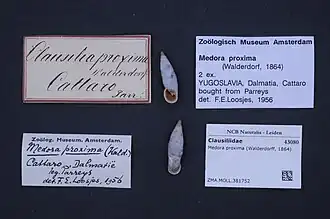 Clausilia proxima
Walderdorff
Cattaro
Parr.
Zoölogisch Museum Amsterdam
Medora proxima
(Walderdorf, 1864)
2 ex.
YUGOSLAVIA, Dalmatia, Cattaro
bought from Parreys
det. F.E.Loosjes, 1956
Zoölog. Museum. Amsterdam.
Medora proxima (Wald.)
Cattaro, Dalmatië
leg. Parreys
det. F. E. Loosjes, 1956
NCB Naturalis - Leiden
Clausiliidae 43080
Medora proxima (Walderdorff, 1864)
ZMA.MOLL.381752